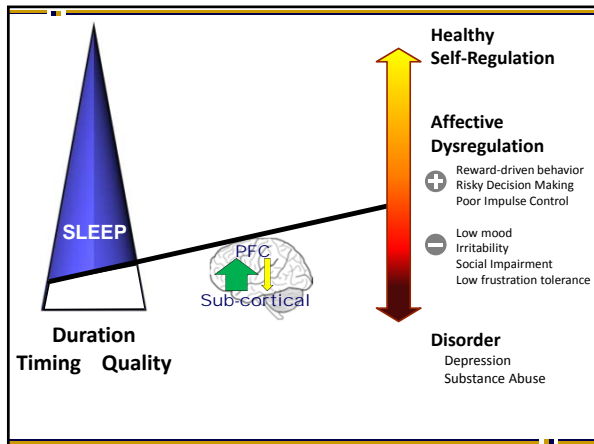 Healthy
Self-Regulation
Affective
Dysregulation
Reward-driven behavior
Risky Decision Making
Poor Impulse Control
Low mood
Irritability
Social Impairment
Low frustration tolerance
SLEEP
PFC
Sub-cortical
Duration
Timing Quality
Disorder
Depression
Substance Abuse